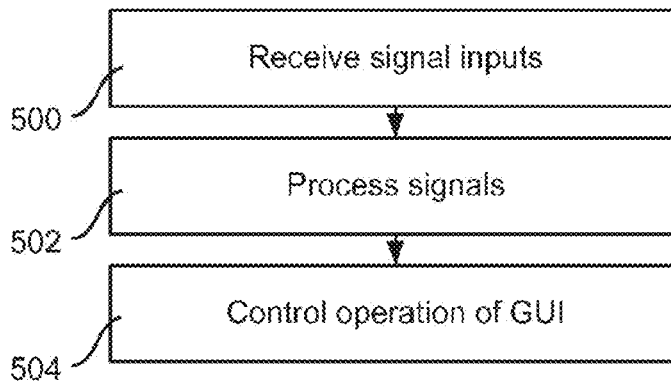 Receive signal inputs
500
Process signals
502
Control operation of GUI
504